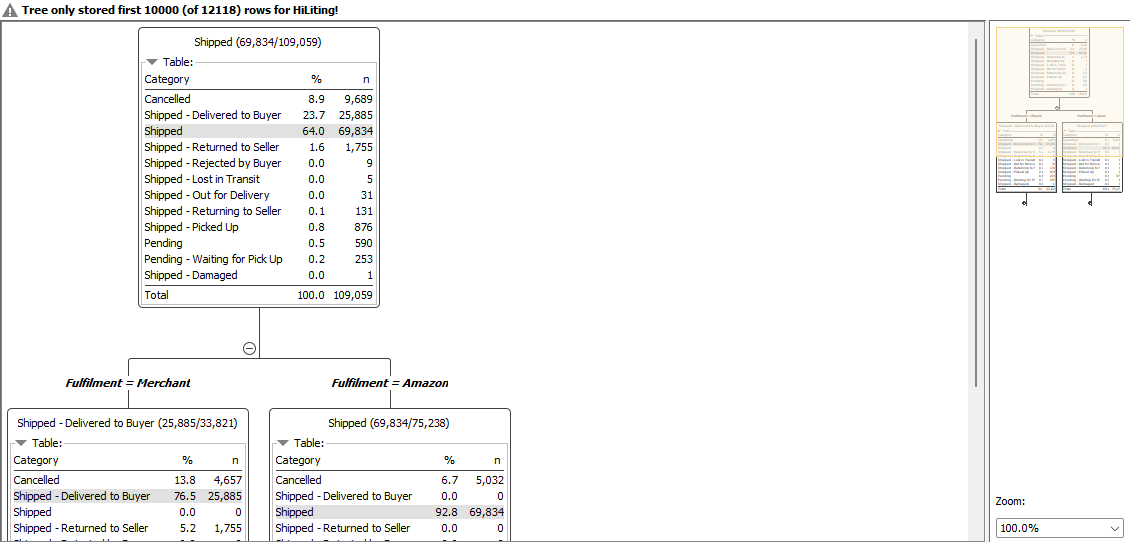 Tree only stored first 10000 (of 12118) rows for HiLiting!
Shipped (69,834/109,059)
Table:
Category % n
Cancelled 8.9 9,689
Shipped - Delivered to Buyer 23.7 25,885
Shipped 64.0 69,834
Shipped - Returned to Seller 1.6 1,755
Shipped - Rejected by Buyer 0.0 9
Shipped - Lost in Transit 0.0 5
Shipped - Out for Delivery 0.0 31
Shipped - Returning to Seller 0.1 131
Shipped - Picked Up 0.8 876
Pending 0.5 590
Pending - Waiting for Pick Up 0.2 253
Shipped - Damaged 0.0 1
Total 100.0 109,059
Fulfilment = Merchant
Fulfilment = Amazon
Shipped - Delivered to Buyer (25,885/33,821)
Table:
Category % n
Cancelled 13.8 4,657
Shipped - Delivered to Buyer 76.5 25,885
Shipped 0.0 0
Shipped - Returned to Seller 5.2 1,755
Shipped (69,834/75,238)
Table:
Category % n
Cancelled 6.7 5,032
Shipped - Delivered to Buyer 0.0 0
Shipped 92.8 69,834
Shipped - Returned to Seller 0.0 0
Zoom:
100.0%